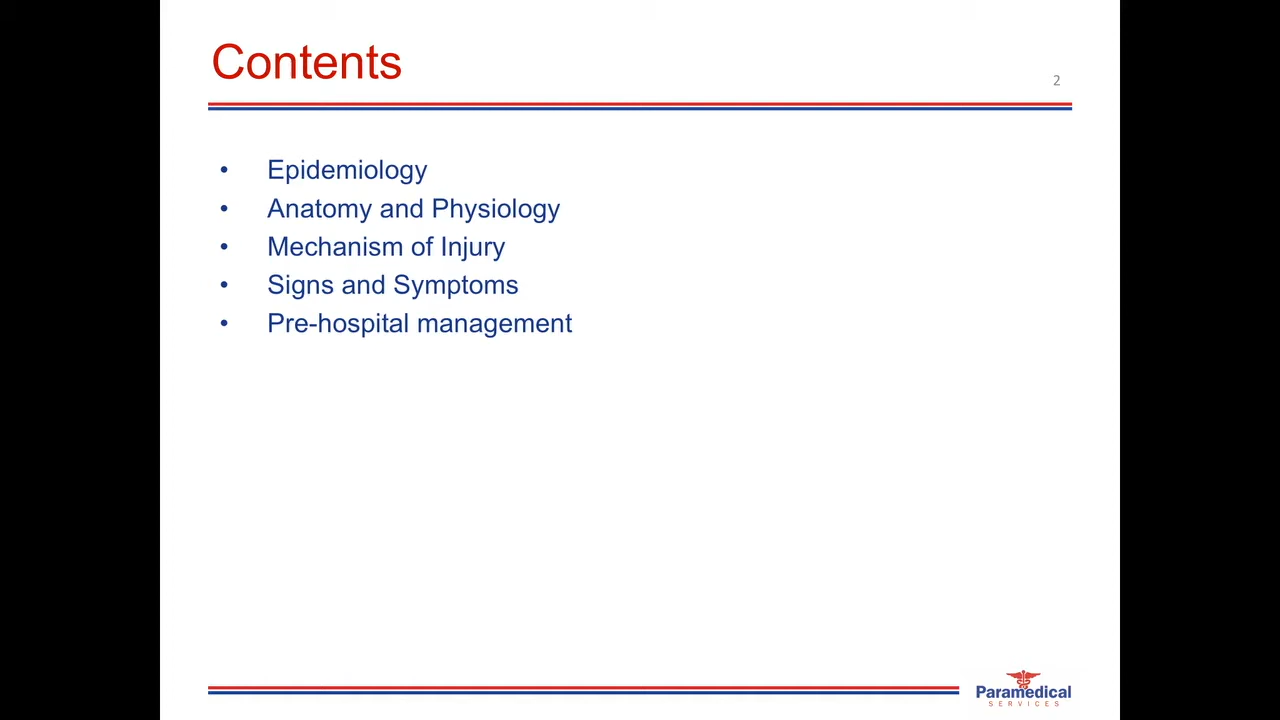 Contents
2
• Epidemiology
• Anatomy and Physiology
• Mechanism of Injury
• Signs and Symptoms
• Pre-hospital management
Paramedical
SERVICES